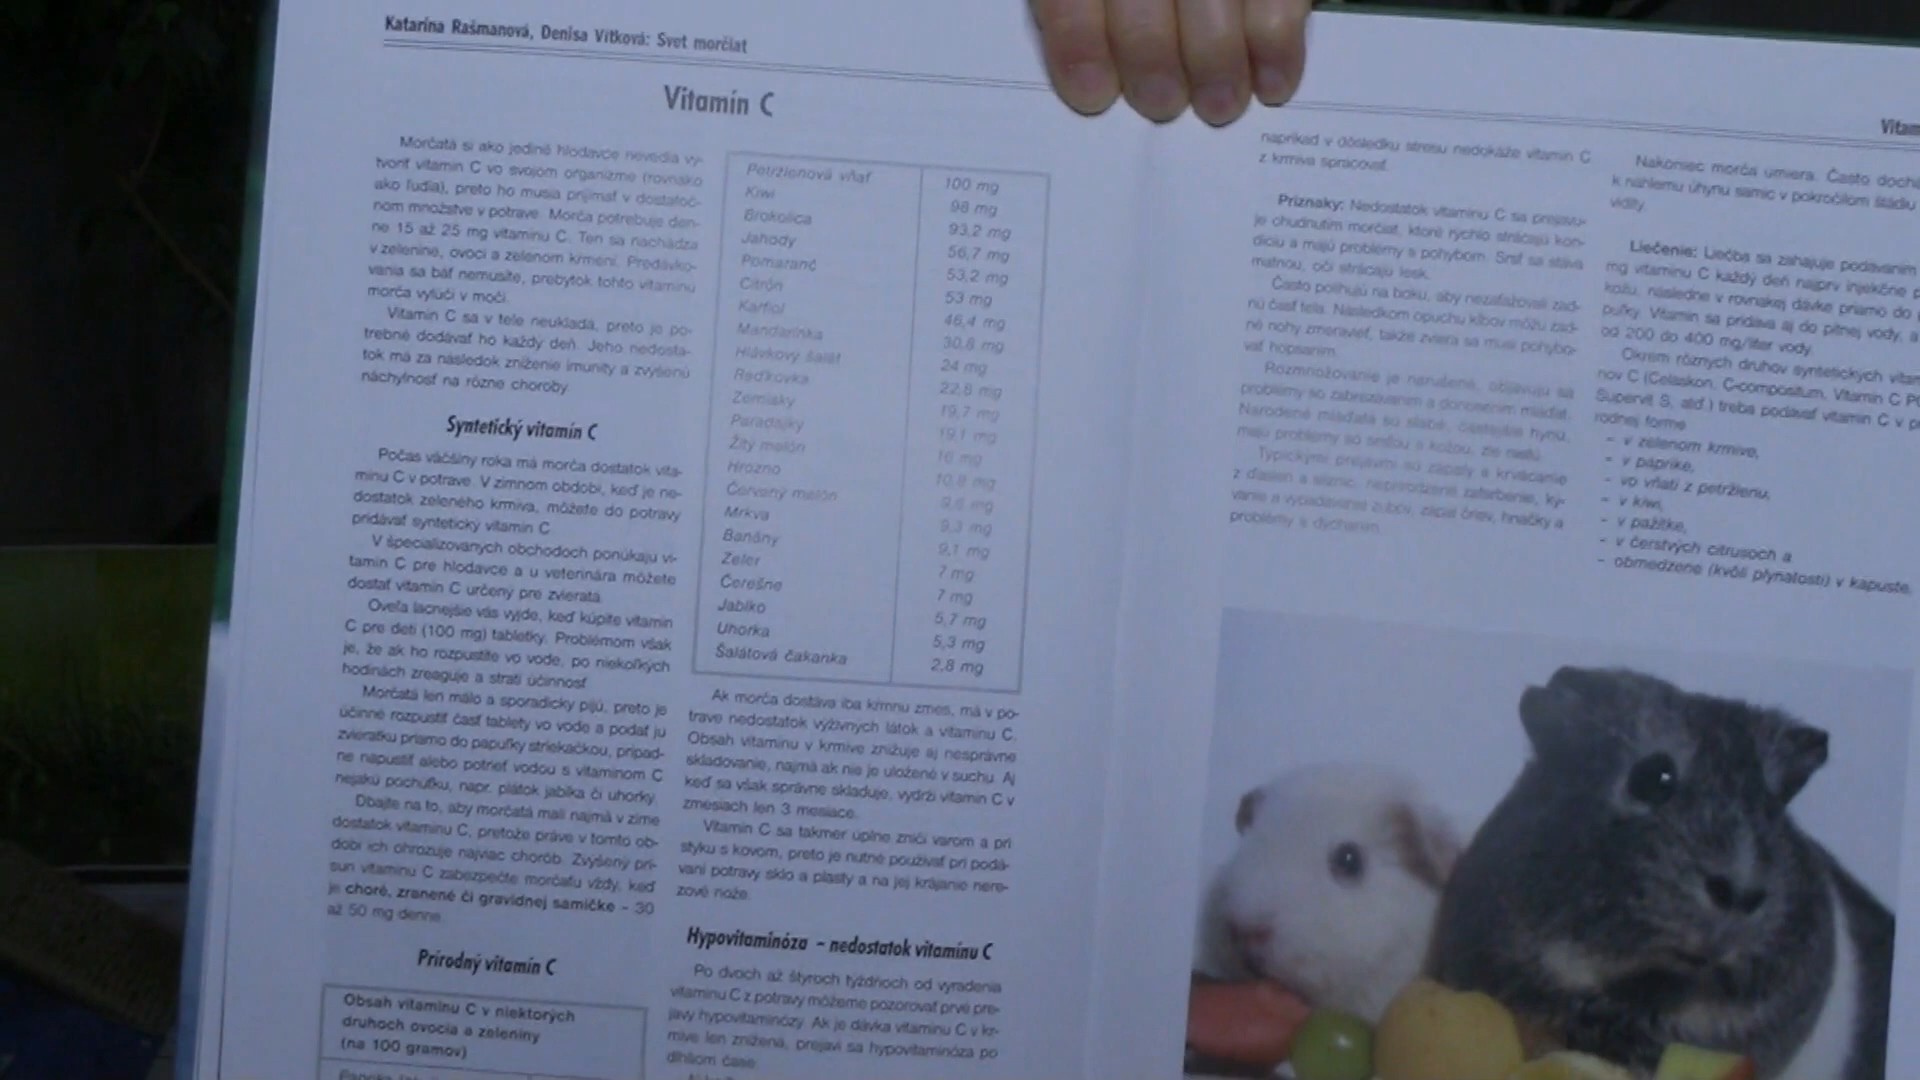 Katarína Rašmanová, Denisa Vítková: Svet morčiat
Vitamín C
Morčatá si ako jediné hlodavce nevedia vy-
tvoriť vitamín C vo svojom organizme (rovnako
ako ľudia), preto ho musia prijímať v dostatoč-
nom množstve v potrave. Morča potrebuje den-
ne 15 až 25 mg vitamínu C. Ten sa nachádza
v zelenine, ovocí a zelenom kŕmení. Predávko-
vania sa báť nemusíte, prebytok tohto vitamínu
morča vylúči v moči.
Vitamín C sa v tele neukladá, preto je po-
trebné dodávať ho každý deň. Jeho nedosta-
tok má za následok zníženie imunity a zvýšenú
náchylnosť na rôzne choroby.
Syntetický vitamín C
Počas väčšiny roka má morča dostatok vita-
mínu C v potrave. V zimnom období, keď je ne-
dostatok zeleného krmiva, môžete do potravy
pridávať syntetický vitamín C.
V špecializovaných obchodoch ponúkajú vi-
tamín C pre hlodavce a u veterinára môžete
dostať vitamín C určený pre zvieratá.
Oveľa lacnejšie vás vyjde, keď kúpite vitamín
C pre deti (100 mg) tabletky. Problémom však
je, že ak ho rozpustíte vo vode, po niekoľkých
hodinách zreaguje a stratí účinnosť.
Morčatá len málo a sporadicky pijú, preto je
účinné rozpustiť časť tablety vo vode a podať ju
zvieratku priamo do papuľky striekačkou, prípad-
ne napustiť alebo potrieť vodou s vitamínom C
nejakú pochúťku, napr. plátok jablka či uhorky.
Dbajte na to, aby morčatá mali najmä v zime
dostatok vitamínu C, pretože práve v tomto ob-
dobí ich ohrozuje najviac chorôb. Zvýšený prí-
sun vitamínu C zabezpečte morčaťu vždy, keď
je choré, zranené či gravidnej samičke – 30
až 50 mg denne.
Prírodný vitamín C
Obsah vitamínu C v niektorých
druhoch ovocia a zeleniny
(na 100 gramov)
Petržlenová vňať 100 mg
Kiwi 98 mg
Brokolica 93,2 mg
Jahody 56,7 mg
Pomaranč 53,2 mg
Citrón 53 mg
Karfiol 46,4 mg
Mandarínka 30,8 mg
Hlávkový šalát 24 mg
Reďkovka 22,8 mg
Zemiaky 19,7 mg
Paradajky 19,1 mg
Žltý melón 16 mg
Hrozno 10,8 mg
Červený melón 9,6 mg
Mrkva 9,3 mg
Banány 9,1 mg
Zeler 7 mg
Čerešne 7 mg
Jablko 5,7 mg
Uhorka 5,3 mg
Šalátová čakanka 2,8 mg
Ak morča dostáva iba kŕmnu zmes, má v po-
trave nedostatok výživných látok a vitamínu C.
Obsah vitamínu v krmive znižuje aj nesprávne
skladovanie, najmä ak nie je uložené v suchu. Aj
keď sa však správne skladuje, vydrží vitamín C v
zmesiach len 3 mesiace.
Vitamín C sa takmer úplne zničí varom a pri
styku s kovom, preto je nutné používať pri podá-
vaní potravy sklo a plasty a na jej krájanie nere-
zové nože.
Hypovitaminóza – nedostatok vitamínu C
Po dvoch až štyroch týždňoch od vyradenia
vitamínu C z potravy môžeme pozorovať prvé pre-
javy hypovitaminózy. Ak je dávka vitamínu C v kr-
mive len znížená, prejaví sa hypovitaminóza po
dlhšom čase.
napríklad v dôsledku stresu nedokáže vitamín C
z krmiva spracovať.
Príznaky: Nedostatok vitamínu C sa prejavu-
je chudnutím morčiat, ktoré rýchlo strácajú kon-
díciu a majú problémy s pohybom. Srsť sa stáva
matnou, oči strácajú lesk.
Často polihujú na boku, aby nezaťažovali zad-
nú časť tela. Následkom opuchu kĺbov môžu zad-
né nohy zmeravieť, takže zviera sa musí pohybo-
vať hopsaním.
Rozmnožovanie je narušené, objavujú sa
problémy so zabrezávaním a donosením mláďat.
Narodené mláďatá sú slabé, častejšie hynú,
majú problémy so srsťou a kožou, zle rastú.
Typickými prejavmi sú zápaly a krvácanie
z ďasien a slizníc, neprirodzené zafarbenie, ký-
vanie a vypadávanie zubov, zápal čriev, hnačky a
problémy s dýchaním.
Nakoniec morča umiera. Často dochá
k náhlemu úhynu samíc v pokročilom štádiu
vidity.
Liečenie: Liečba sa zahajuje podávaním
mg vitamínu C každý deň najprv injekčne p
kožu, následne v rovnakej dávke priamo do
puľky. Vitamín sa pridáva aj do pitnej vody, a
od 200 do 400 mg/liter vody.
Okrem rôznych druhov syntetických vitam
nov C (Celaskon, C-compositum, Vitamin C PO
Supervit S, atď.) treba podávať vitamín C v pr
rodnej forme
– v zelenom krmive,
– v paprike,
– vo vňati z petržlenu,
– v kiwi,
– v pažítke,
– v čerstvých citrusoch a
– obmedzene (kvôli plynatosti) v kapuste.